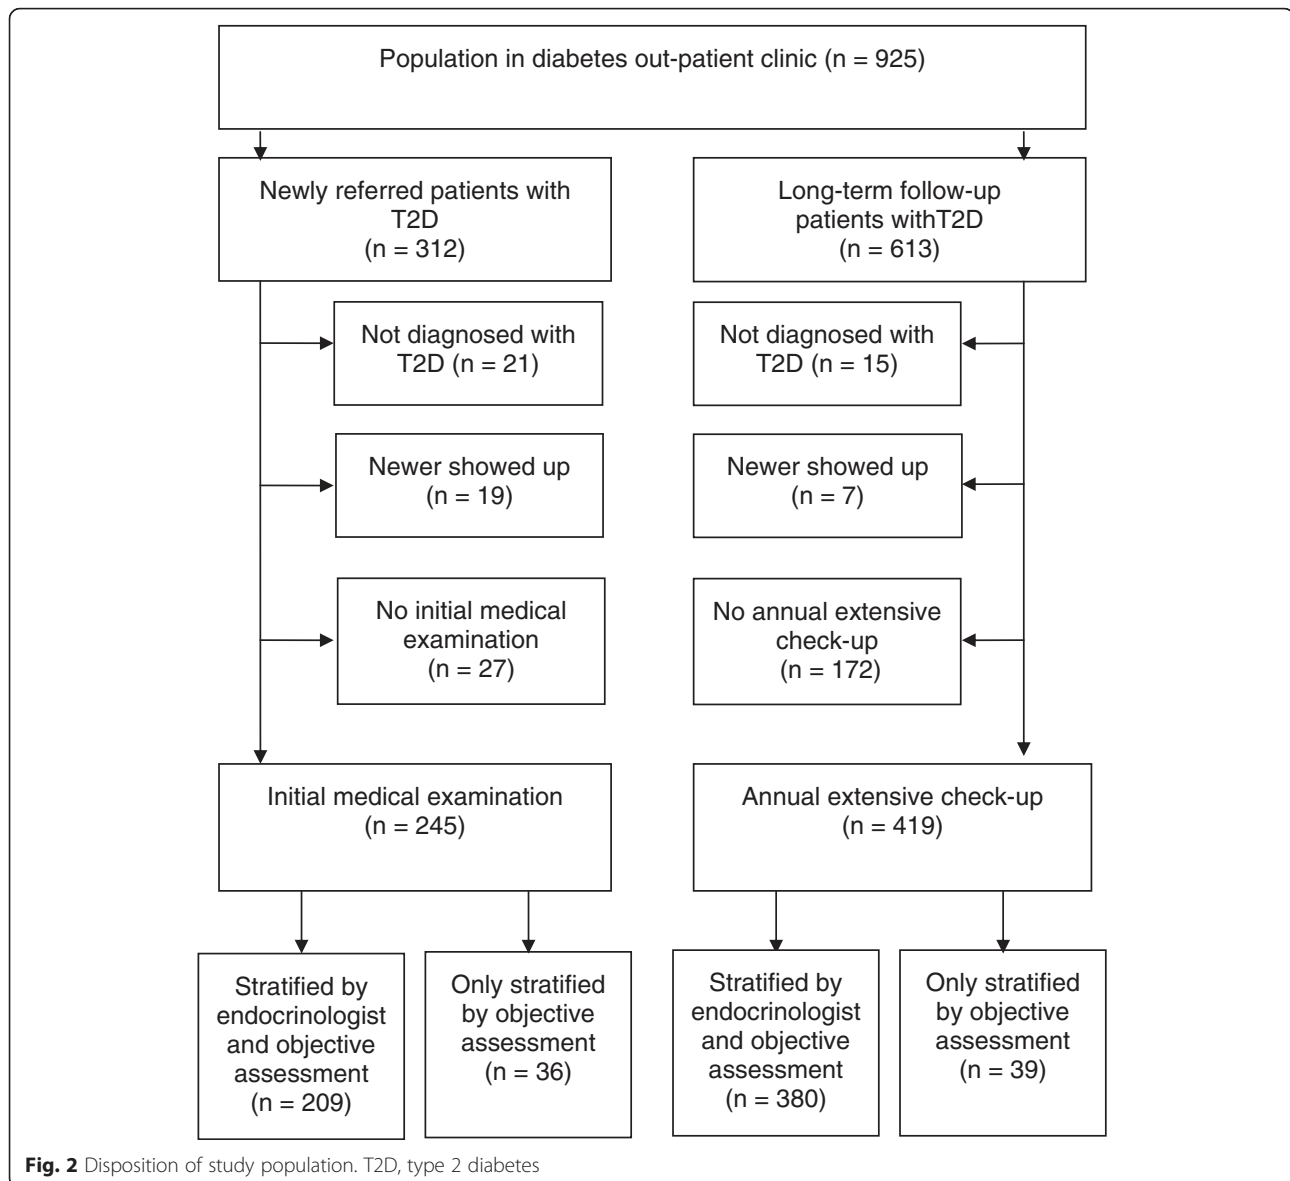 Population in diabetes out-patient clinic (n = 925)
Newly referred patients with
T2D
(n = 312)
Long-term follow-up
patients withT2D
(n = 613)
Not diagnosed with
T2D (n = 21)
Not diagnosed with
T2D (n = 15)
Newer showed up
(n = 19)
Newer showed up
(n = 7)
No initial medical
examination
(n = 27)
No annual extensive
check-up
(n = 172)
Initial medical examination
(n = 245)
Annual extensive check-up
(n = 419)
Stratified by
endocrinologist
and objective
assessment
(n = 209)
Only stratified
by objective
assessment
(n = 36)
Stratified by
endocrinologist
and objective
assessment
(n = 380)
Only stratified
by objective
assessment
(n = 39)
Fig. 2 Disposition of study population. T2D, type 2 diabetes